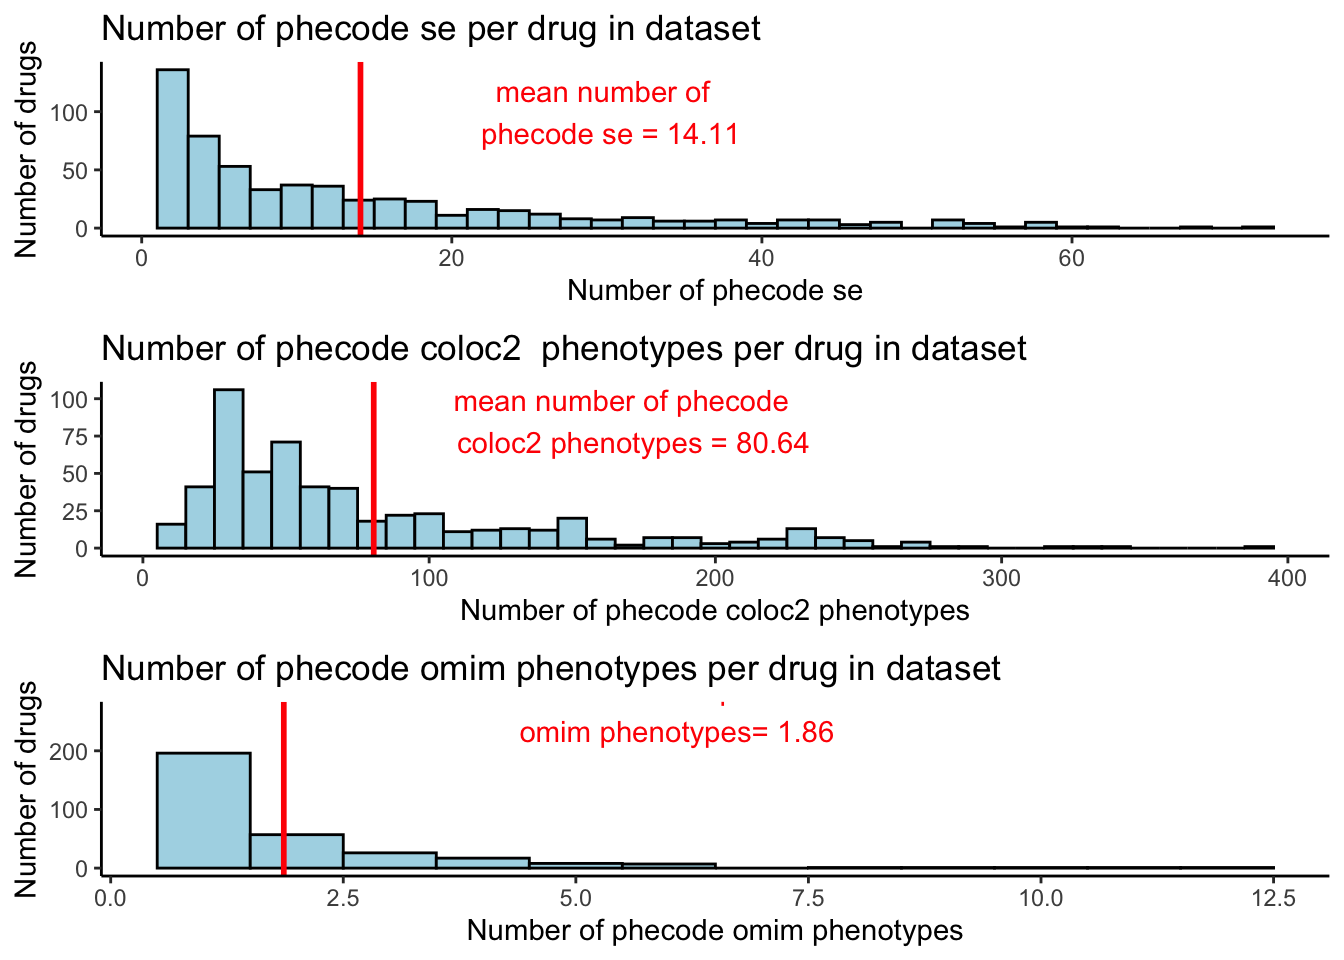 Number of phecode se per drug in dataset
Number of drugs
mean number of
phecode se = 14.11
100
50
0
0 20 40 60
Number of phecode se
Number of phecode coloc2  phenotypes per drug in dataset
Number of drugs
mean number of phecode
coloc2 phenotypes = 80.64
100
75
50
25
0
0 100 200 300 400
Number of phecode coloc2 phenotypes
Number of phecode omim phenotypes per drug in dataset
Number of drugs
omim phenotypes= 1.86
200
100
0
0.0 2.5 5.0 7.5 10.0 12.5
Number of phecode omim phenotypes